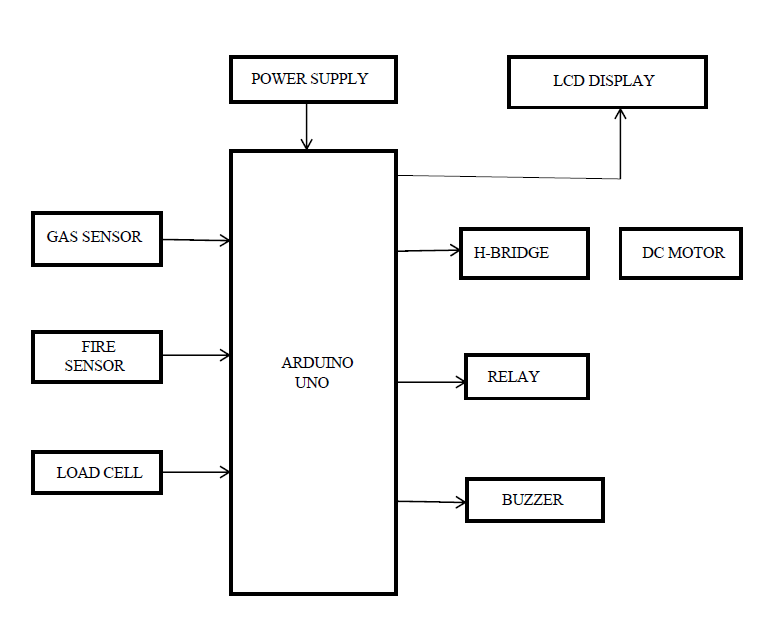 POWER SUPPLY
LCD DISPLAY
GAS SENSOR
H-BRIDGE
DC MOTOR
FIRE
SENSOR
ARDUINO
UNO
RELAY
LOAD CELL
BUZZER